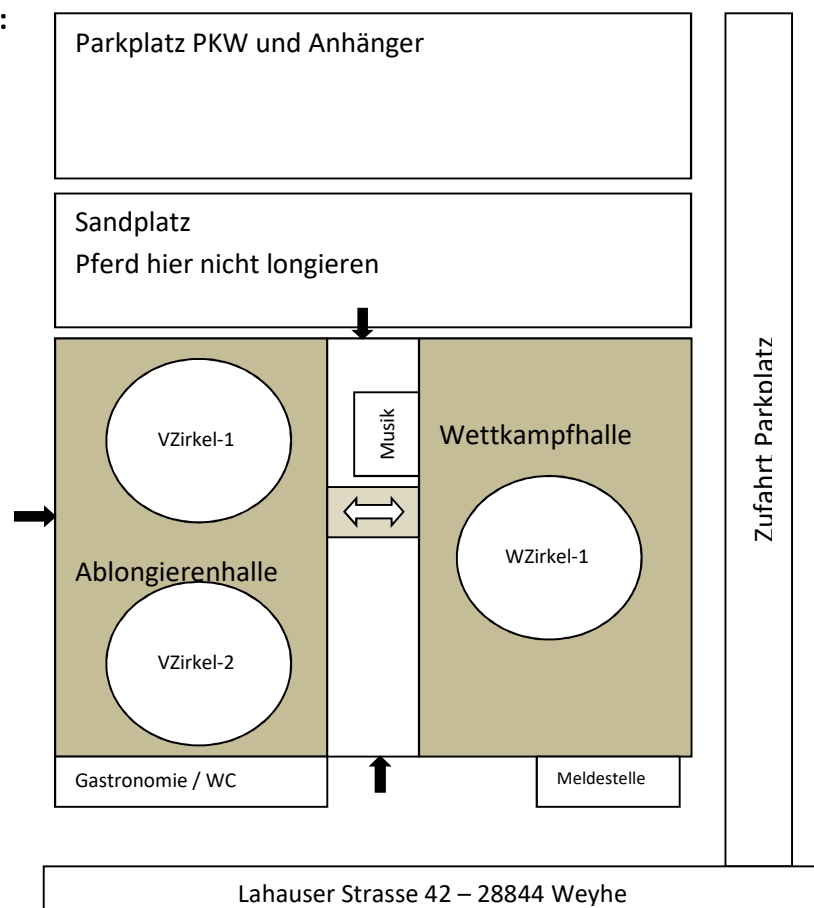 :
Parkplatz PKW und Anhänger
Sandplatz
Pferd hier nicht longieren
VZirkel-1
Musik
Wettkampfhalle
Zufahrt Parkplatz
WZirkel-1
Ablongierenhalle
VZirkel-2
Gastronomie / WC
Meldestelle
Lahauser Strasse 42 – 28844 Weyhe